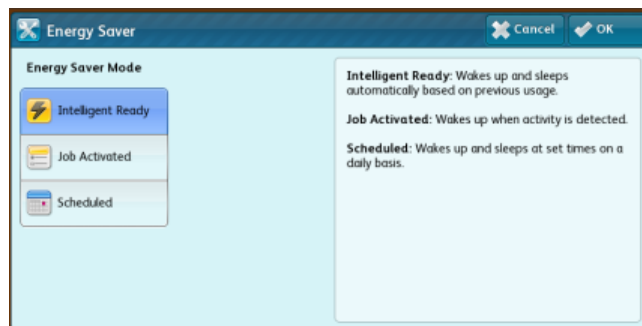 Energy Saver
Cancel
OK
Energy Saver Mode
Intelligent Ready
Job Activated
Scheduled
Intelligent Ready: Wakes up and sleeps
automatically based on previous usage.
Job Activated: Wakes up when activity is detected.
Scheduled: Wakes up and sleeps at set times on a
daily basis.